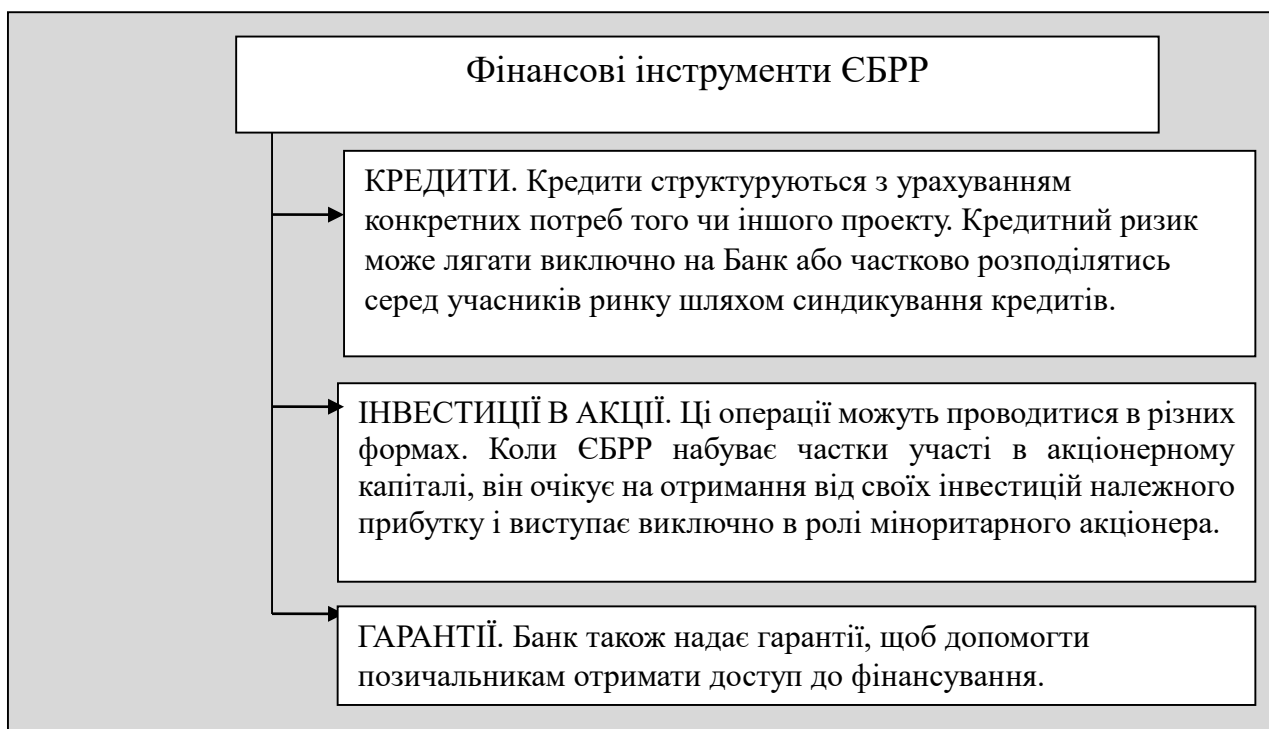 Фінансові інструменти ЄБРР
КРЕДИТИ. Кредити структуруються з урахуванням
конкретних потреб того чи іншого проекту. Кредитний ризик
може лягати виключно на Банк або частково розподілятись
серед учасників ринку шляхом синдикування кредитів.
ІНВЕСТИЦІЇ В АКЦІЇ. Ці операції можуть проводитися в різних
формах. Коли ЄБРР набуває частки участі в акціонерному
капіталі, він очікує на отримання від своїх інвестицій належного
прибутку і виступає виключно в ролі міноритарного акціонера.
ГАРАНТІЇ. Банк також надає гарантії, щоб допомогти
позичальникам отримати доступ до фінансування.